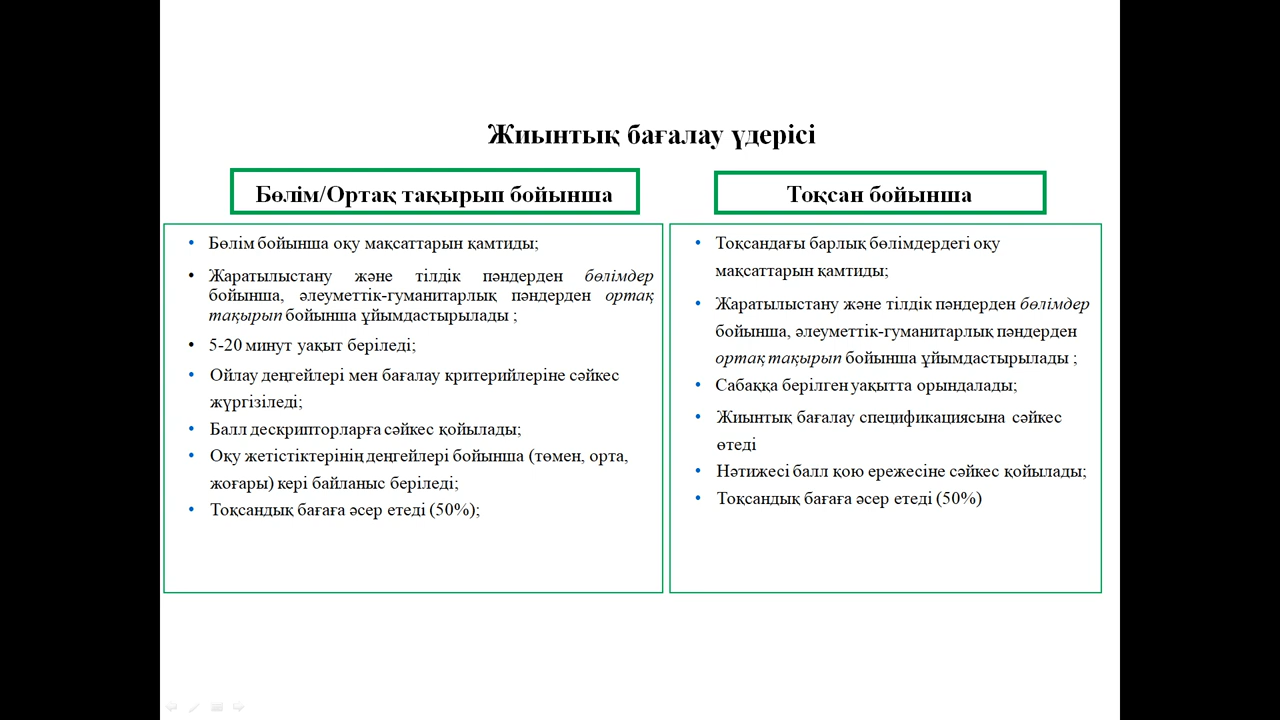 Жиынтық бағалау үдерісі
Бөлім/Ортақ тақырып бойынша
• Бөлім бойынша оқу мақсаттарын қамтиды;
• Жаратылыстану және тілдік пәндерден бөлімдер
бойынша, әлеуметтік-гуманитарлық пәндерден ортақ
тақырып бойынша ұйымдастырылады ;
• 5-20 минут уақыт беріледі;
• Ойлау деңгейлері мен бағалау критерийлеріне сәйкес
жүргізіледі;
• Балл дескрипторларға сәйкес қойылады;
• Оқу жетістіктерінің деңгейлері бойынша (төмен, орта,
жоғары) кері байланыс беріледі;
• Тоқсандық бағаға әсер етеді (50%);
Тоқсан бойынша
• Тоқсандағы барлық бөлімдердегі оқу
мақсаттарын қамтиды;
• Жаратылыстану және тілдік пәндерден бөлімдер
бойынша, әлеуметтік-гуманитарлық пәндерден
ортақ тақырып бойынша ұйымдастырылады ;
• Сабаққа берілген уақытта орындалады;
• Жиынтық бағалау спецификациясына сәйкес
өтеді
• Нәтижесі балл қою ережесіне сәйкес қойылады;
• Тоқсандық бағаға әсер етеді (50%)